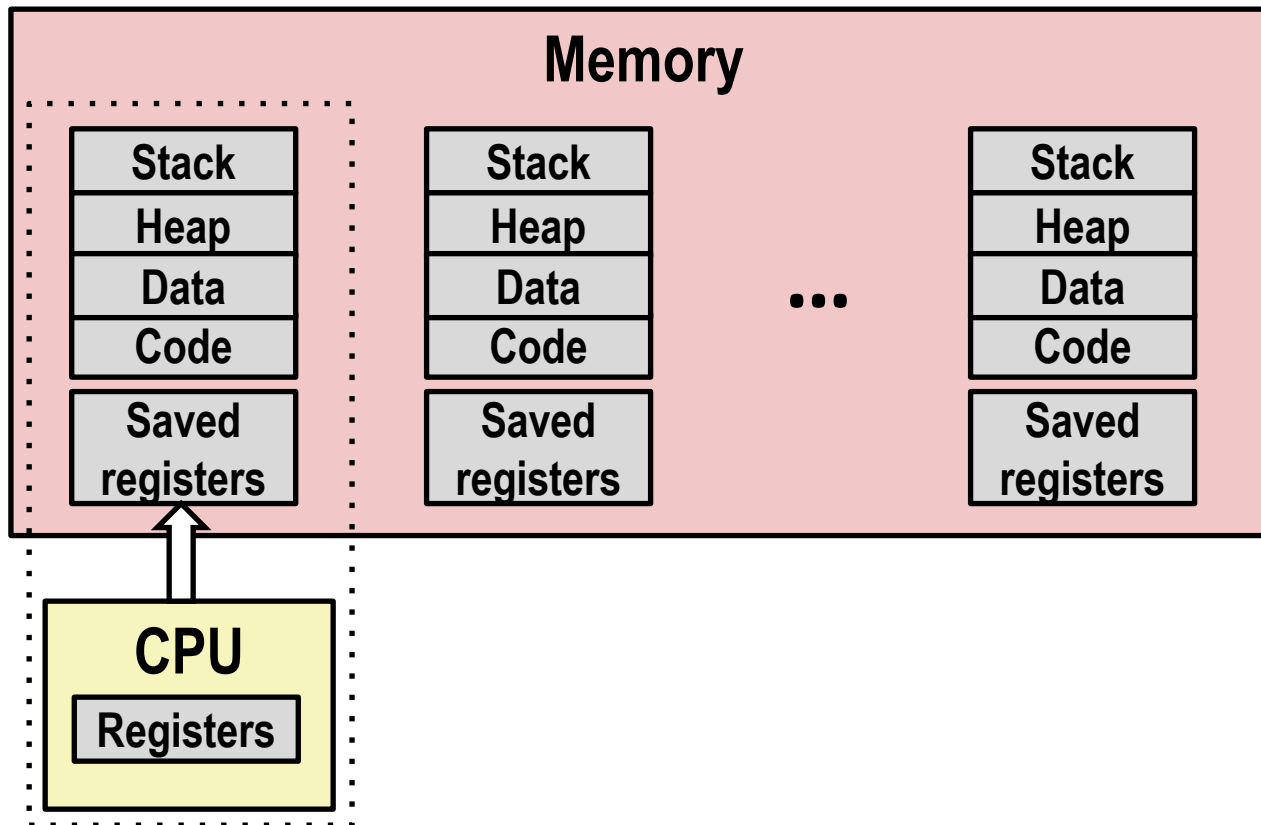 Memory
Stack
Heap
Data
Code
Saved
registers
Stack
Heap
Data
Code
Saved
registers
...
Stack
Heap
Data
Code
Saved
registers
CPU
Registers